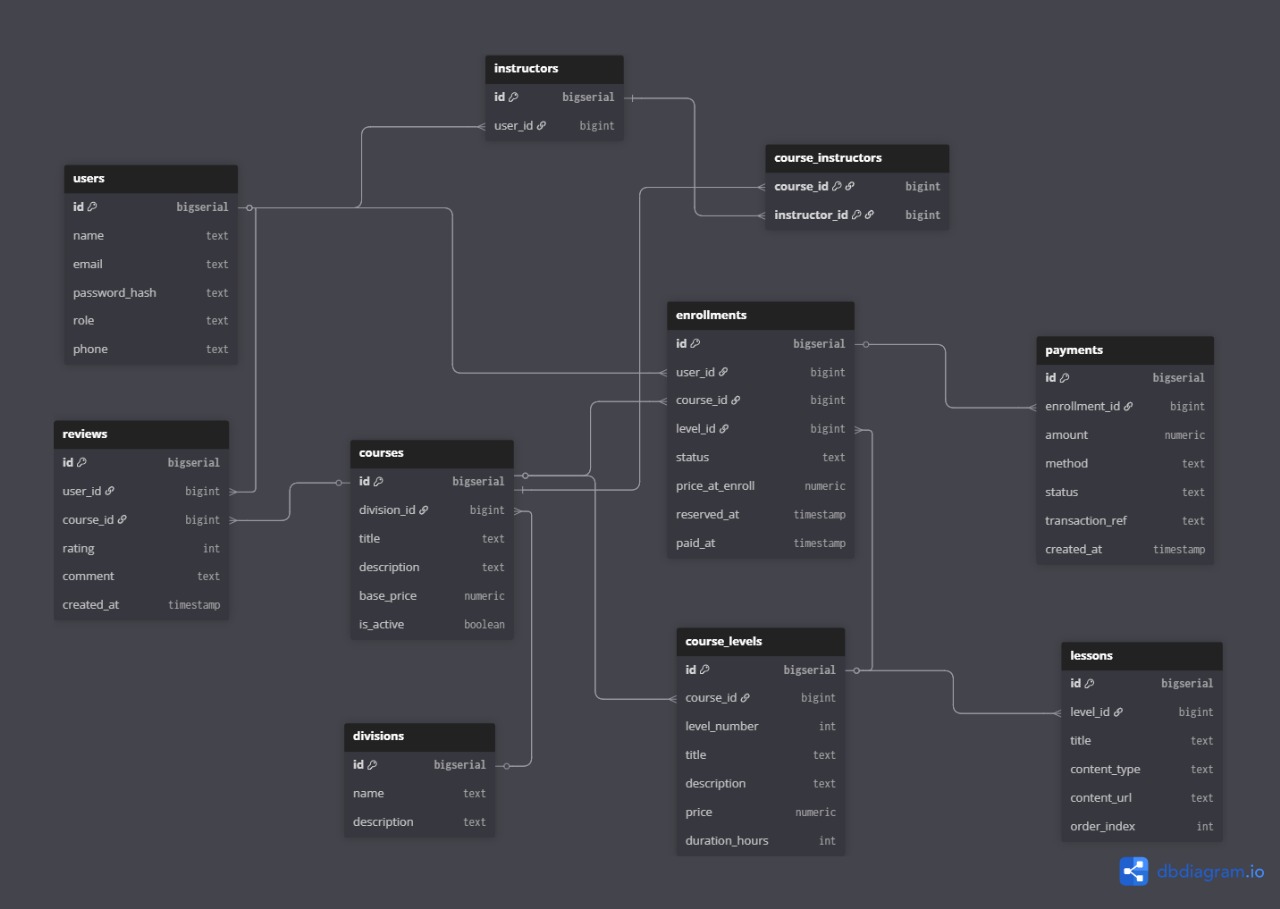 instructors
id bigserial
user_id bigint
course_instructors
course_id bigint
instructor_id bigint
users
id bigserial
name text
email text
password_hash text
role text
phone text
enrollments
id bigserial
user_id bigint
course_id bigint
level_id bigint
status text
price_at_enroll numeric
reserved_at timestamp
paid_at timestamp
payments
id bigserial
enrollment_id bigint
amount numeric
method text
status text
transaction_ref text
created_at timestamp
reviews
id bigserial
user_id bigint
course_id bigint
rating int
comment text
created_at timestamp
courses
id bigserial
division_id bigint
title text
description text
base_price numeric
is_active boolean
course_levels
id bigserial
course_id bigint
level_number int
title text
description text
price numeric
duration_hours int
lessons
id bigserial
level_id bigint
title text
content_type text
content_url text
order_index int
divisions
id bigserial
name text
description text
dbdiagram.io